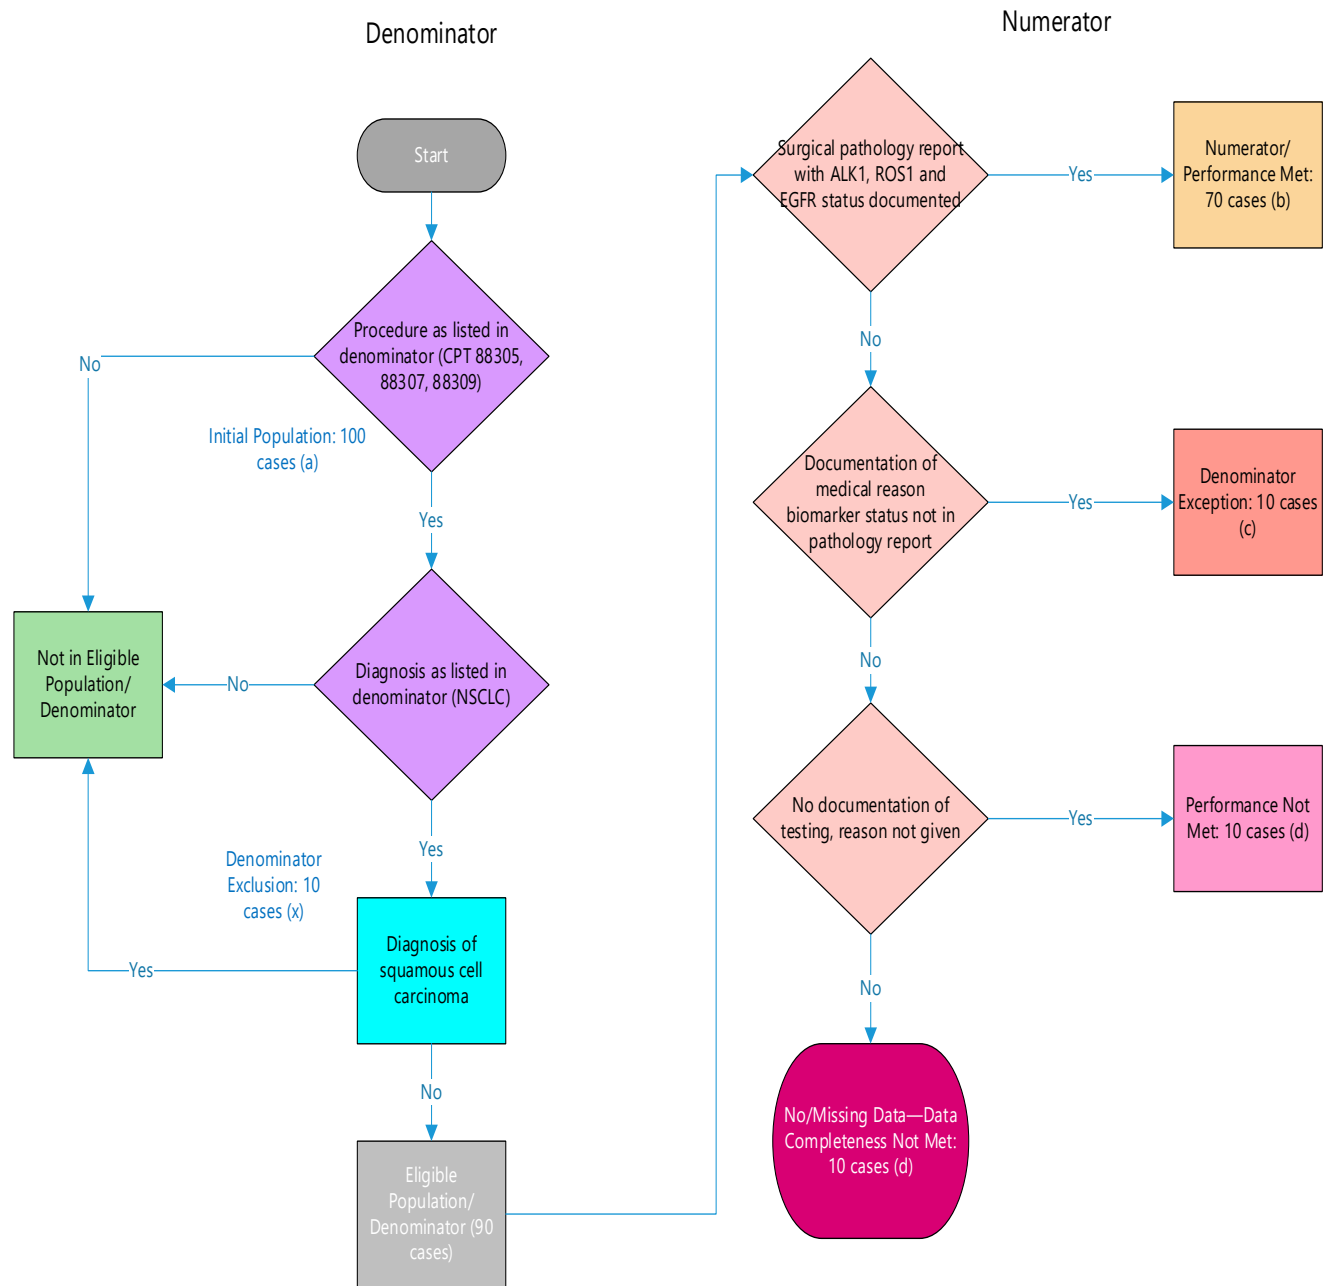 Denominator
Start
Procedure as listed in
denominator (CPT 88305,
88307, 88309)
No
Initial Population: 100
cases (a)
Yes
Not in Eligible
Population/
Denominator
No
Diagnosis as listed in
denominator (NSCLC)
Yes
Denominator
Exclusion: 10
cases (x)
Yes
Diagnosis of
squamous cell
carcinoma
No
Eligible
Population/
Denominator (90
cases)
Numerator
Surgical pathology report
with ALK1, ROS1 and
EGFR status documented
Yes
Numerator/
Performance Met:
70 cases (b)
No
Documentation of
medical reason
biomarker status not in
pathology report
Yes
Denominator
Exception: 10 cases
(c)
No
No documentation of
testing, reason not given
Yes
Performance Not
Met: 10 cases (d)
No
No/Missing Data—Data
Completeness Not Met:
10 cases (d)